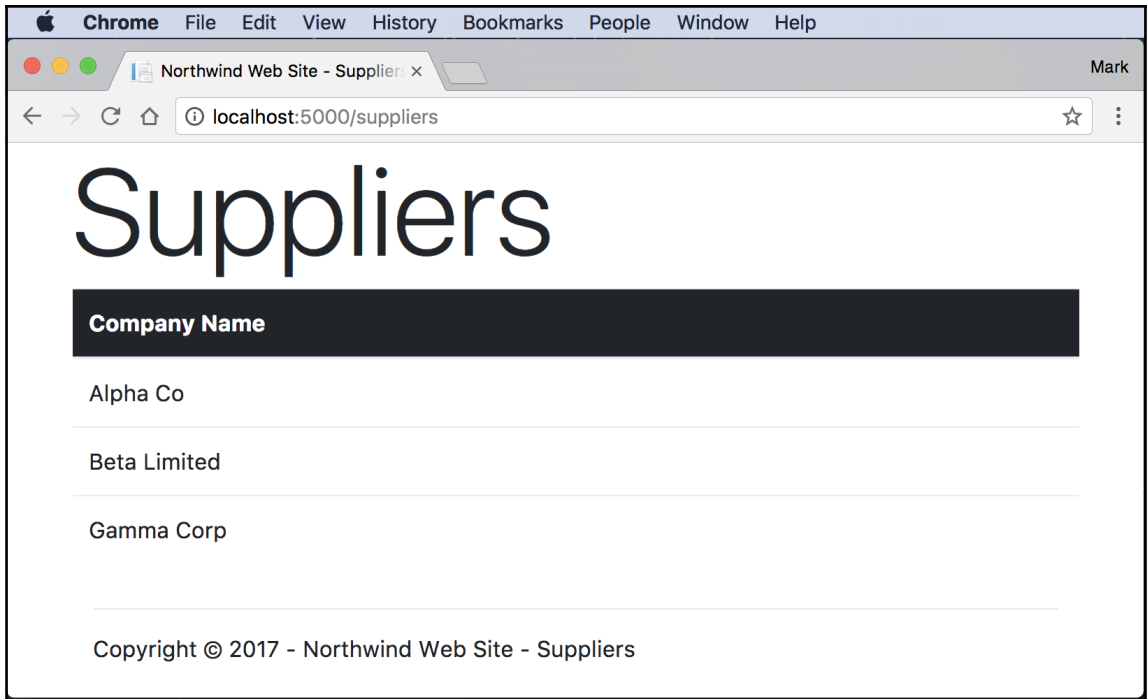 Chrome File Edit View History Bookmarks People Window Help
Northwind Web Site - Supplier
Mark
localhost:5000/suppliers
Suppliers
Company Name
Alpha Co
Beta Limited
Gamma Corp
Copyright © 2017 - Northwind Web Site - Suppliers